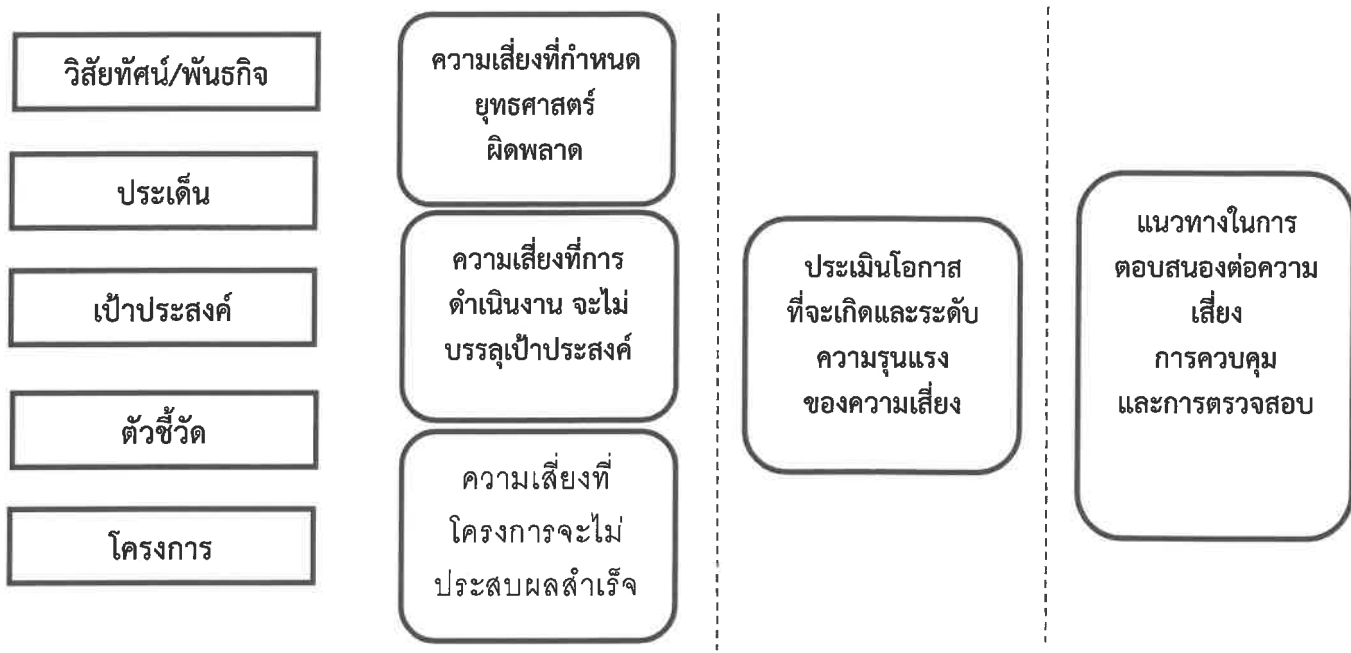 วิสัยทัศน์/พันธกิจ
ประเด็น
เป้าประสงค์
ตัวชี้วัด
โครงการ
ความเสี่ยงที่กำหนด
ยุทธศาสตร์
ผิดพลาด
ความเสี่ยงที่การ
ดำเนินงาน จะไม่
บรรลุเป้าประสงค์
ความเสี่ยงที่
โครงการจะไม่
ประสบผลสำเร็จ
ประเมินโอกาส
ที่จะเกิดและระดับ
ความรุนแรง
ของความเสี่ยง
แนวทางในการ
ตอบสนองต่อความ
เสี่ยง
การควบคุม
และการตรวจสอบ